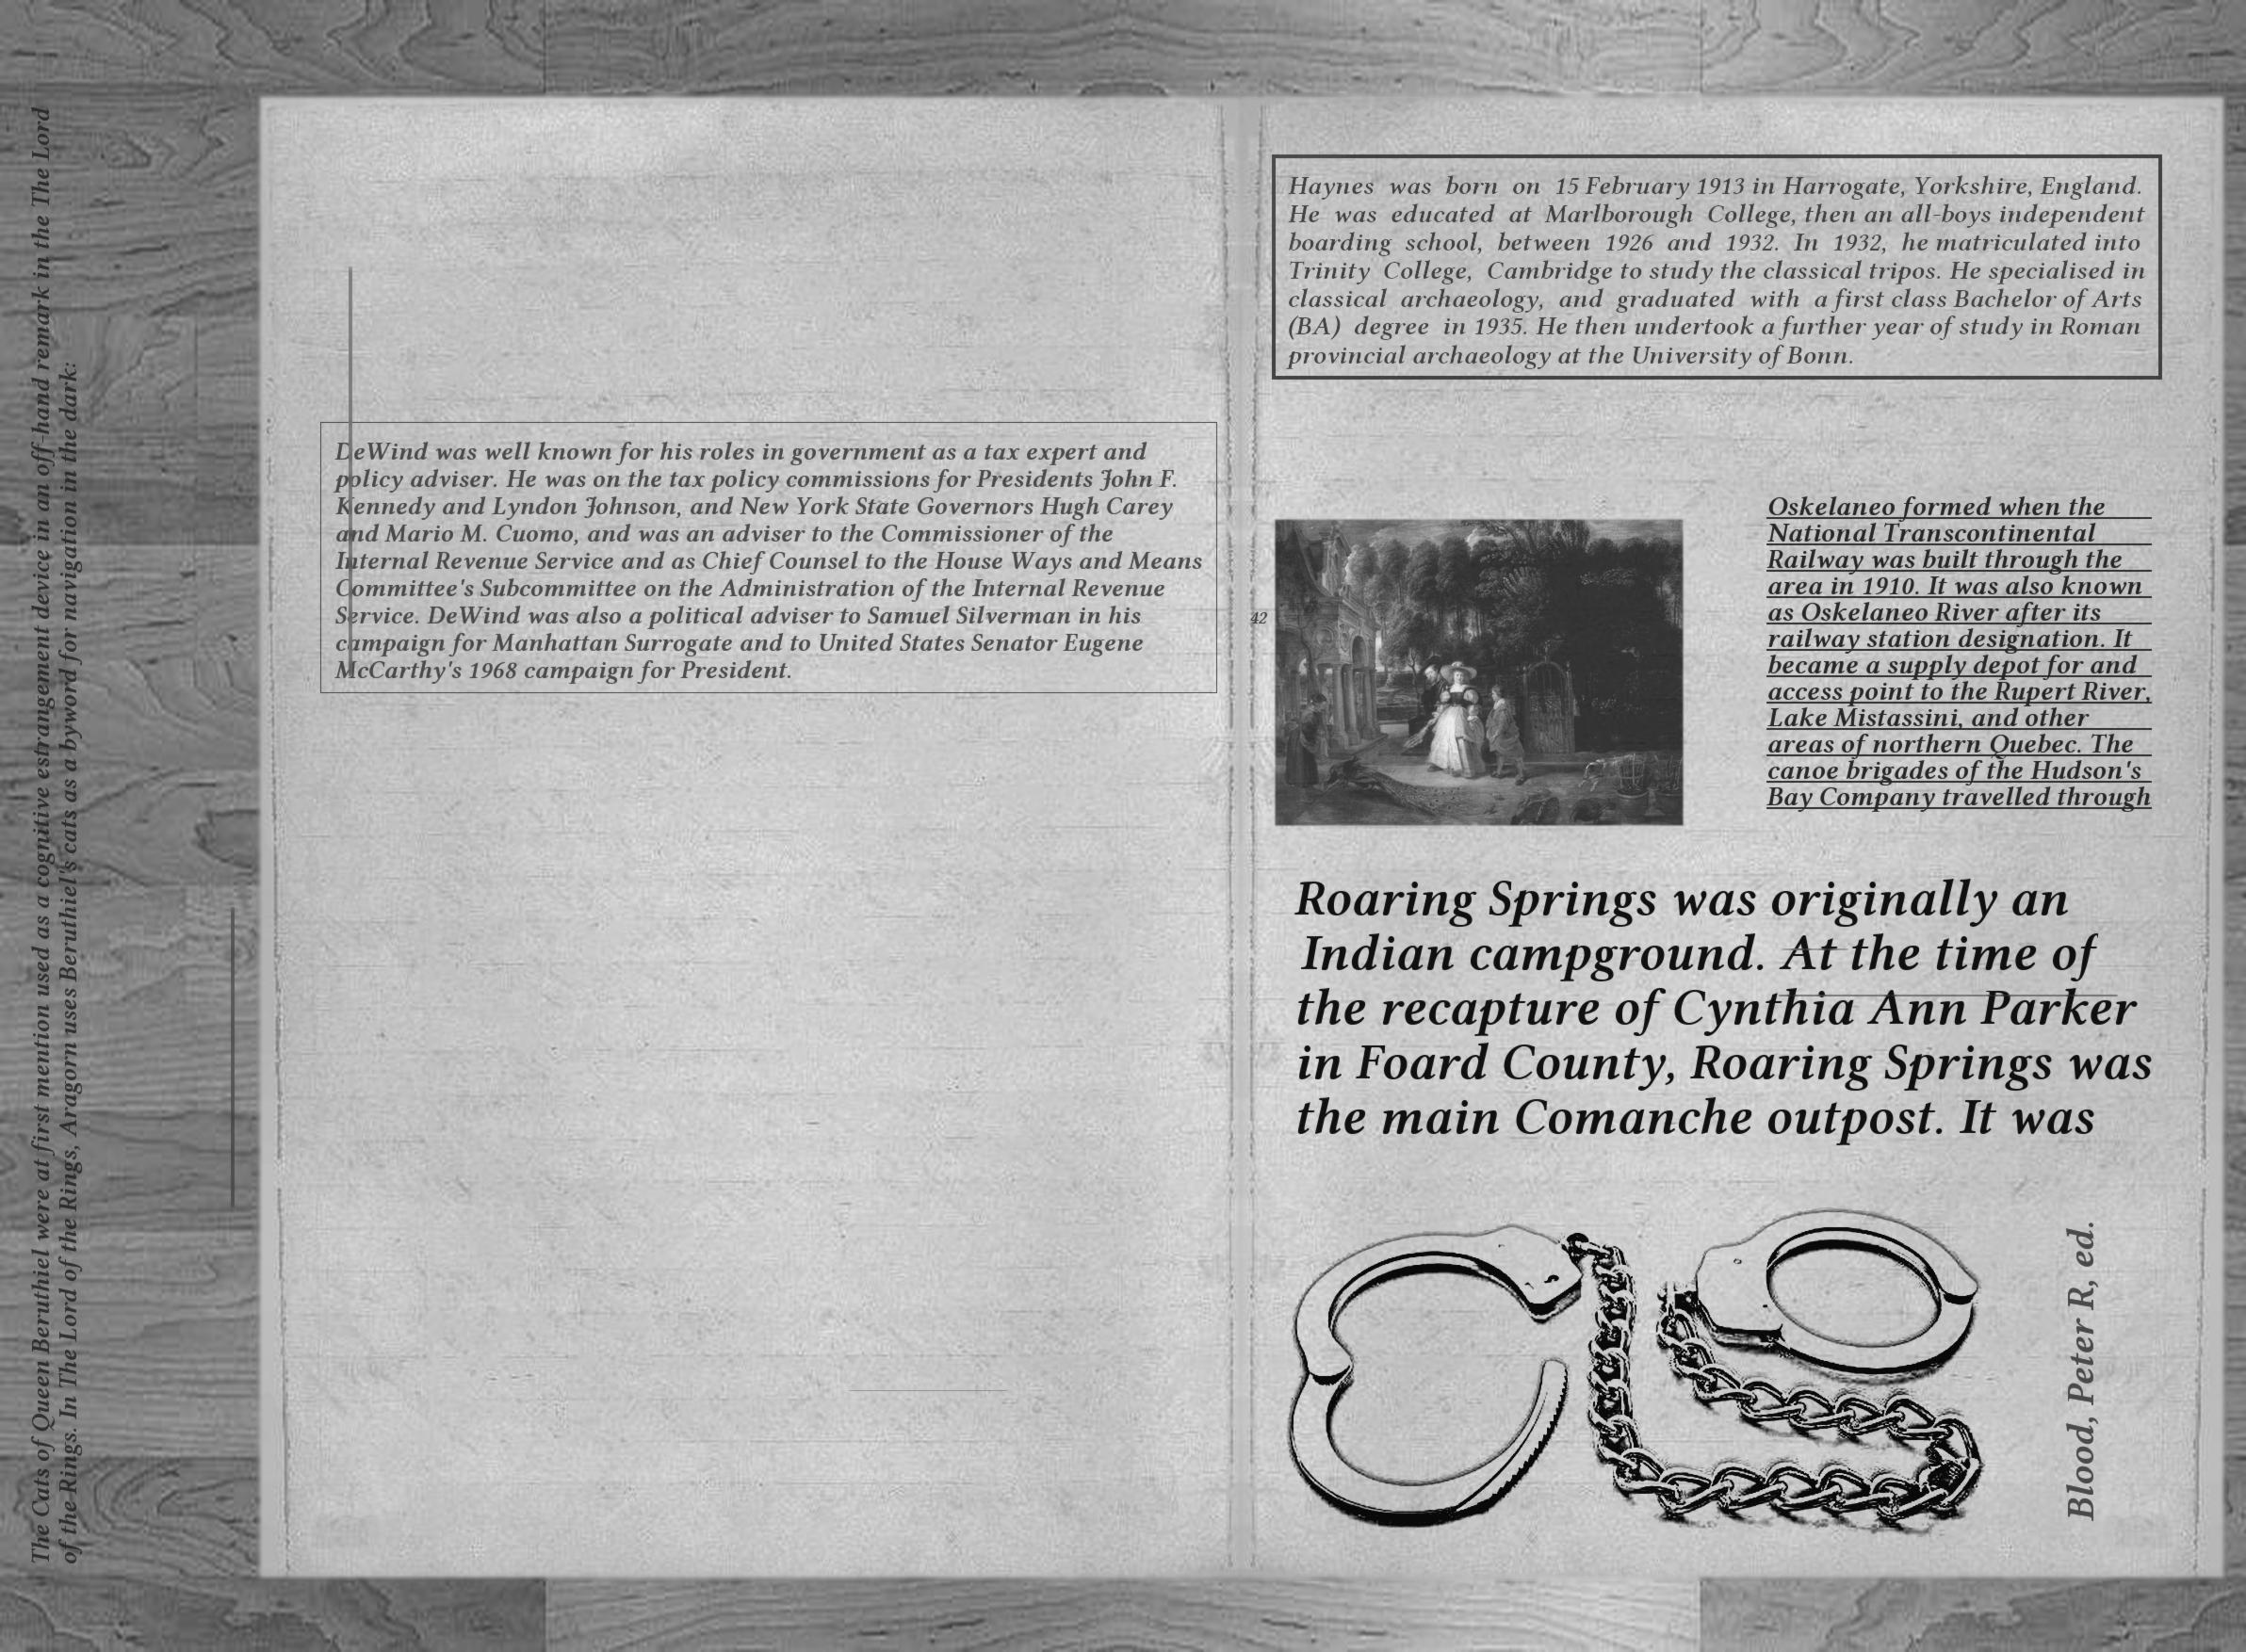 The Cats of Queen Beruthiel were at first mention used as a cognitive estrangement device in an off-hand remark in the The Lord
of the Rings. In The Lord of the Rings, Aragorn uses Beruthiel's cats as a byword for navigation in the dark:
DeWind was well known for his roles in government as a tax expert and
policy adviser. He was on the tax policy commissions for Presidents John F.
Kennedy and Lyndon Johnson, and New York State Governors Hugh Carey
and Mario M. Cuomo, and was an adviser to the Commissioner of the
Internal Revenue Service and as Chief Counsel to the House Ways and Means
Committee's Subcommittee on the Administration of the Internal Revenue
Service. DeWind was also a political adviser to Samuel Silverman in his
campaign for Manhattan Surrogate and to United States Senator Eugene
McCarthy's 1968 campaign for President.
Haynes was born on 15 February 1913 in Harrogate, Yorkshire, England.
He was educated at Marlborough College, then an all-boys independent
boarding school, between 1926 and 1932. In 1932, he matriculated into
Trinity College, Cambridge to study the classical tripos. He specialised in
classical archaeology, and graduated with a first class Bachelor of Arts
(BA) degree in 1935. He then undertook a further year of study in Roman
provincial archaeology at the University of Bonn.
42
Oskelaneo formed when the
National Transcontinental
Railway was built through the
area in 1910. It was also known
as Oskelaneo River after its
railway station designation. It
became a supply depot for and
access point to the Rupert River,
Lake Mistassini, and other
areas of northern Quebec. The
canoe brigades of the Hudson's
Bay Company travelled through
Roaring Springs was originally an
Indian campground. At the time of
the recapture of Cynthia Ann Parker
in Foard County, Roaring Springs was
the main Comanche outpost. It was
Blood, Peter R, ed.